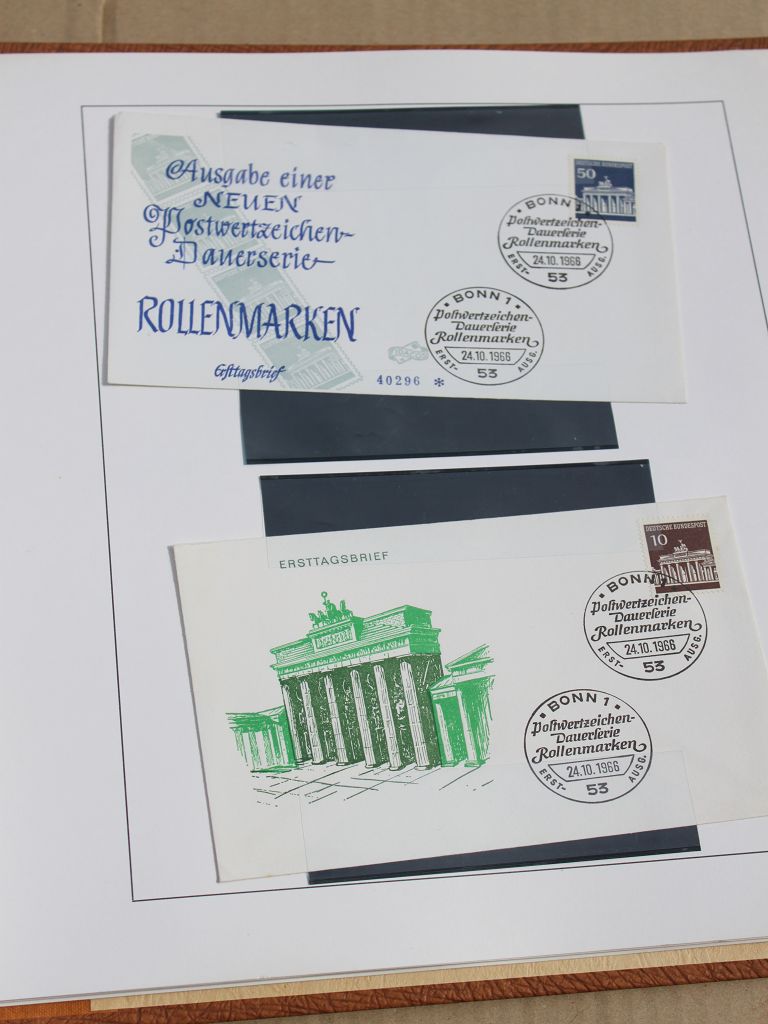 Ausgabe einer
NEUEN
Postwertzeichen-
Dauerserie
ROLLENMARKEN
Ersttagsbrief
40296 *
DEUTSCHE BUNDESPOST
50
BONN 1
Postwertzeichen-
Dauerserie
Rollenmarken
24.10.1966
ERST-
AUSG.
53
BONN 1
Postwertzeichen-
Dauerserie
Rollenmarken
24.10.1966
ERST-
AUSG.
53
ERSTTAGSBRIEF
DEUTSCHE BUNDESPOST
10
BONN 1
Postwertzeichen-
Dauerserie
Rollenmarken
24.10.1966
ERST-
AUSG.
53
BONN 1
Postwertzeichen-
Dauerserie
Rollenmarken
24.10.1966
ERST-
AUSG.
53